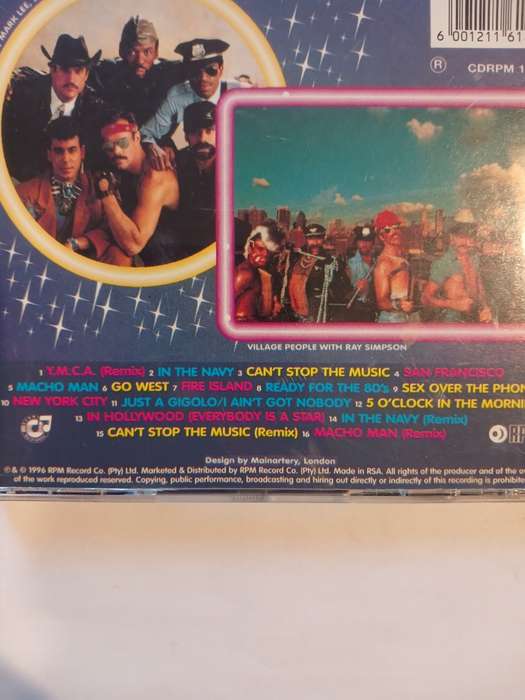 MARK LEE,
6 001211 61
® CDRPM 1
VILLAGE PEOPLE WITH RAY SIMPSON
1 Y.M.C.A. (Remix) 2 IN THE NAVY 3 CAN'T STOP THE MUSIC 4 SAN FRANCISCO
5 MACHO MAN 6 GO WEST 7 FIRE ISLAND 8 READY FOR THE 80's 9 SEX OVER THE PHON
10 NEW YORK CITY 11 JUST A GIGOLO/I AIN'T GOT NOBODY 12 5 O'CLOCK IN THE MORNIN
13 IN HOLLYWOOD (EVERYBODY IS A STAR) 14 IN THE NAVY (Remix)
15 CAN'T STOP THE MUSIC (Remix) 16 MACHO MAN (Remix)
RP
Design by Mainartery, London
℗ & © 1996 RPM Record Co. (Pty) Ltd. Marketed & Distributed by RPM Record Co. (Pty) Ltd. Made in RSA. All rights of the producer and of the ow
of the work reproduced reserved. Copying, public performance, broadcasting and hiring out directly or indirectly of this recording is prohibite